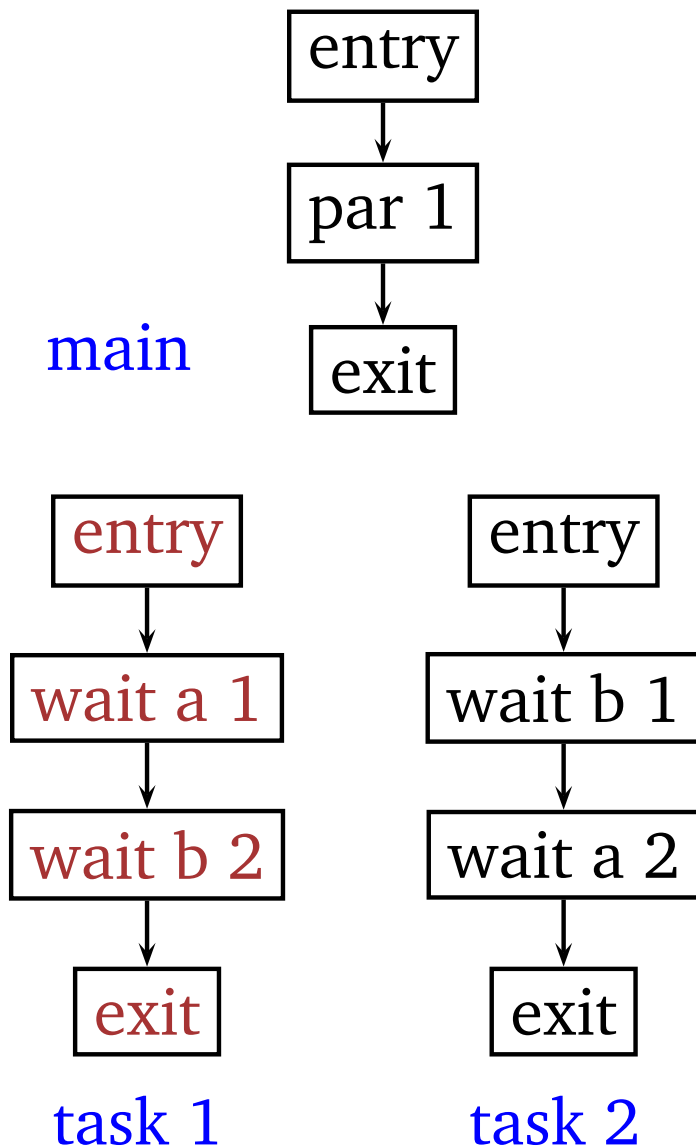 entry
par 1
main
exit
entry
wait a 1
wait b 2
exit
task 1
entry
wait b 1
wait a 2
exit
task 2